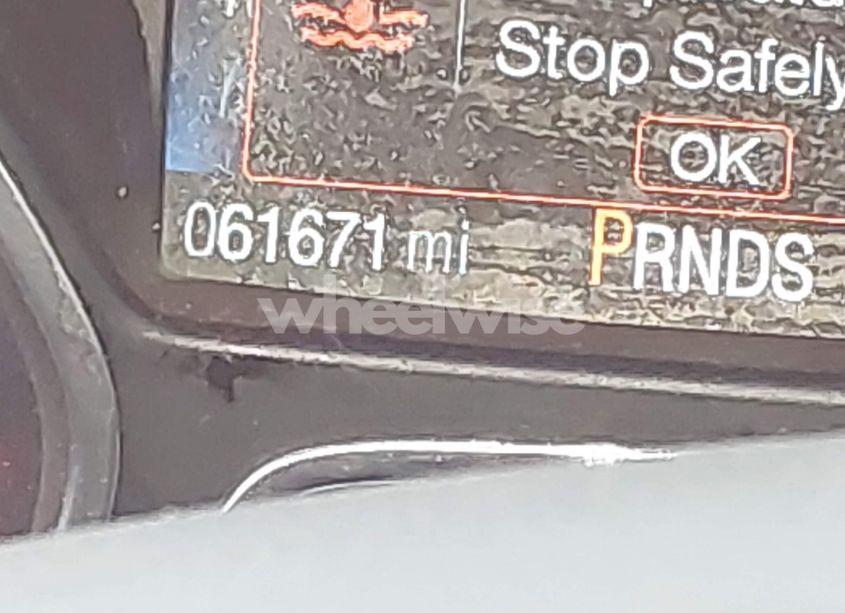 Stop Safely
OK
061671 mi PRNDS
wheelwise